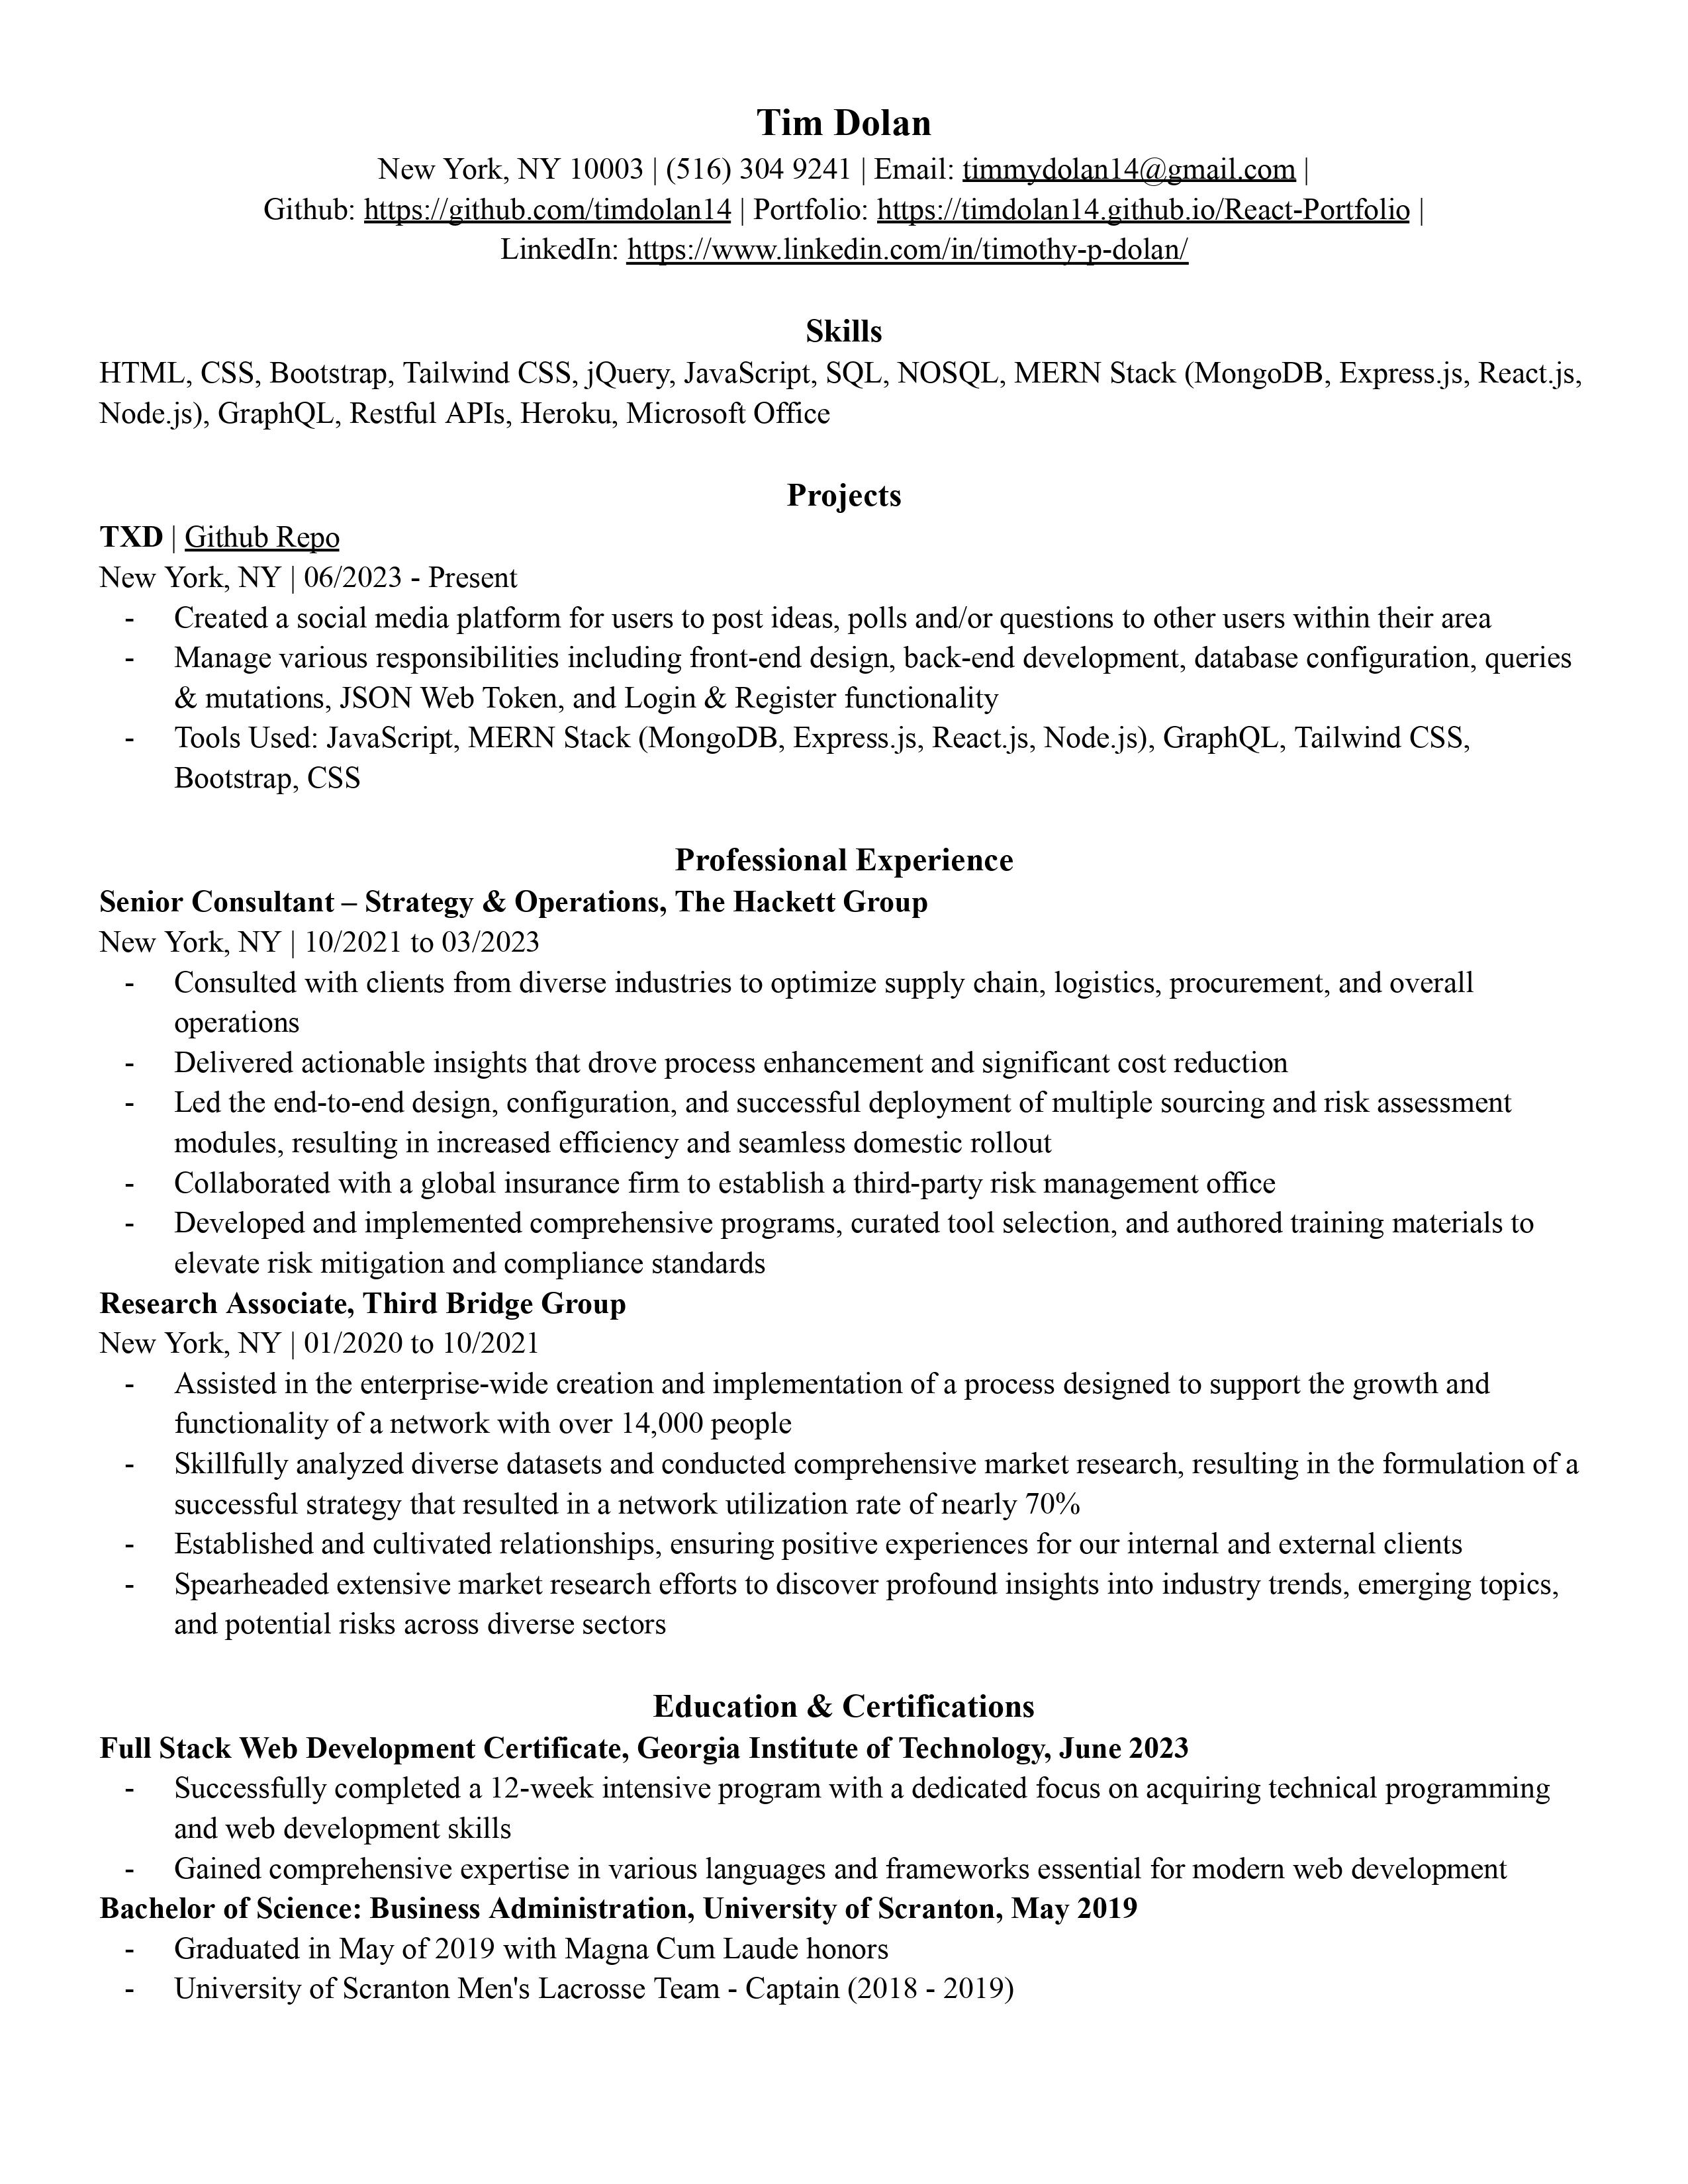 Tim Dolan
New York, NY 10003 | (516) 304 9241 | Email: timmydolan14@gmail.com |
Github: https://github.com/timdolan14 | Portfolio: https://timdolan14.github.io/React-Portfolio |
LinkedIn: https://www.linkedin.com/in/timothy-p-dolan/
Skills
HTML, CSS, Bootstrap, Tailwind CSS, jQuery, JavaScript, SQL, NOSQL, MERN Stack (MongoDB, Express.js, React.js,
Node.js), GraphQL, Restful APIs, Heroku, Microsoft Office
Projects
TXD | Github Repo
New York, NY | 06/2023 - Present
- Created a social media platform for users to post ideas, polls and/or questions to other users within their area
- Manage various responsibilities including front-end design, back-end development, database configuration, queries
& mutations, JSON Web Token, and Login & Register functionality
- Tools Used: JavaScript, MERN Stack (MongoDB, Express.js, React.js, Node.js), GraphQL, Tailwind CSS,
Bootstrap, CSS
Professional Experience
Senior Consultant – Strategy & Operations, The Hackett Group
New York, NY | 10/2021 to 03/2023
- Consulted with clients from diverse industries to optimize supply chain, logistics, procurement, and overall
operations
- Delivered actionable insights that drove process enhancement and significant cost reduction
- Led the end-to-end design, configuration, and successful deployment of multiple sourcing and risk assessment
modules, resulting in increased efficiency and seamless domestic rollout
- Collaborated with a global insurance firm to establish a third-party risk management office
- Developed and implemented comprehensive programs, curated tool selection, and authored training materials to
elevate risk mitigation and compliance standards
Research Associate, Third Bridge Group
New York, NY | 01/2020 to 10/2021
- Assisted in the enterprise-wide creation and implementation of a process designed to support the growth and
functionality of a network with over 14,000 people
- Skillfully analyzed diverse datasets and conducted comprehensive market research, resulting in the formulation of a
successful strategy that resulted in a network utilization rate of nearly 70%
- Established and cultivated relationships, ensuring positive experiences for our internal and external clients
- Spearheaded extensive market research efforts to discover profound insights into industry trends, emerging topics,
and potential risks across diverse sectors
Education & Certifications
Full Stack Web Development Certificate, Georgia Institute of Technology, June 2023
- Successfully completed a 12-week intensive program with a dedicated focus on acquiring technical programming
and web development skills
- Gained comprehensive expertise in various languages and frameworks essential for modern web development
Bachelor of Science: Business Administration, University of Scranton, May 2019
- Graduated in May of 2019 with Magna Cum Laude honors
- University of Scranton Men's Lacrosse Team - Captain (2018 - 2019)